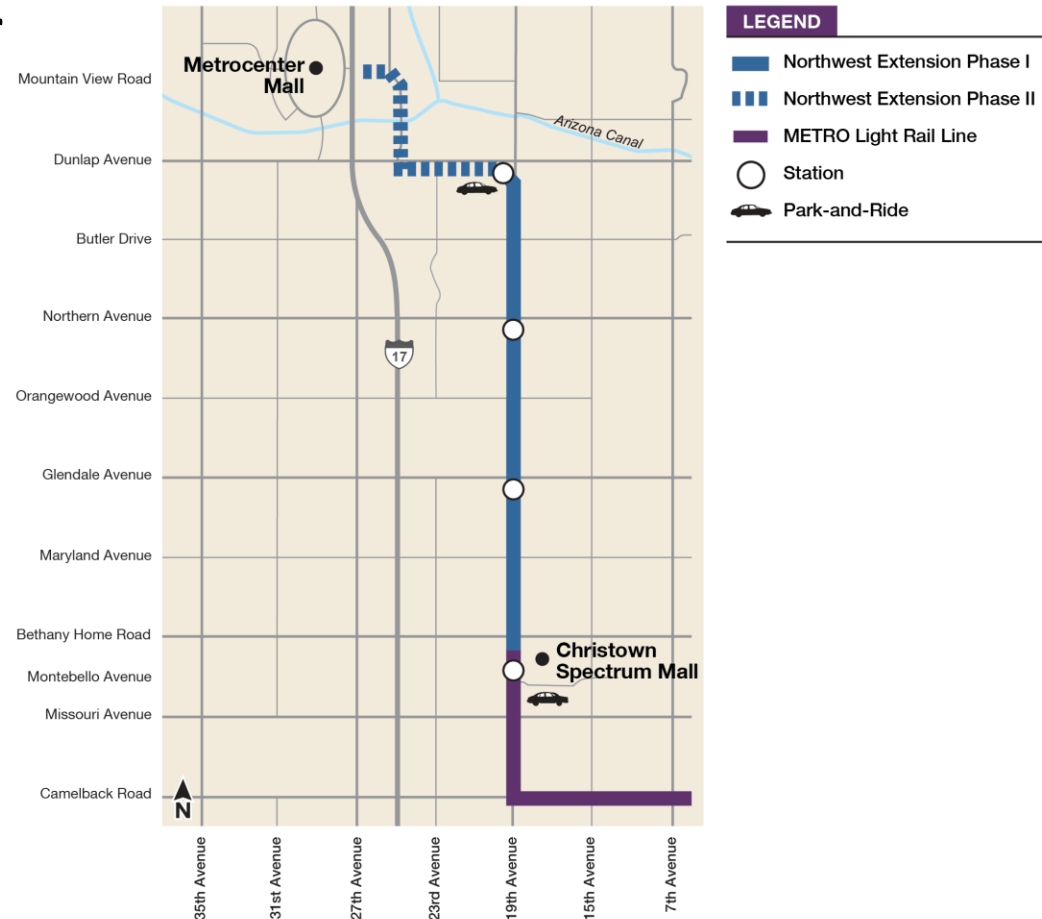 LEGEND
Northwest Extension Phase I
Northwest Extension Phase II
METRO Light Rail Line
Station
Park-and-Ride
Metrocenter
Mall
Mountain View Road
Arizona Canal
Dunlap Avenue
Butler Drive
Northern Avenue
17
Orangewood Avenue
Glendale Avenue
Maryland Avenue
Bethany Home Road
Christown
Spectrum Mall
Montebello Avenue
Missouri Avenue
Camelback Road
N
35th Avenue
31st Avenue
27th Avenue
23rd Avenue
19th Avenue
15th Avenue
7th Avenue